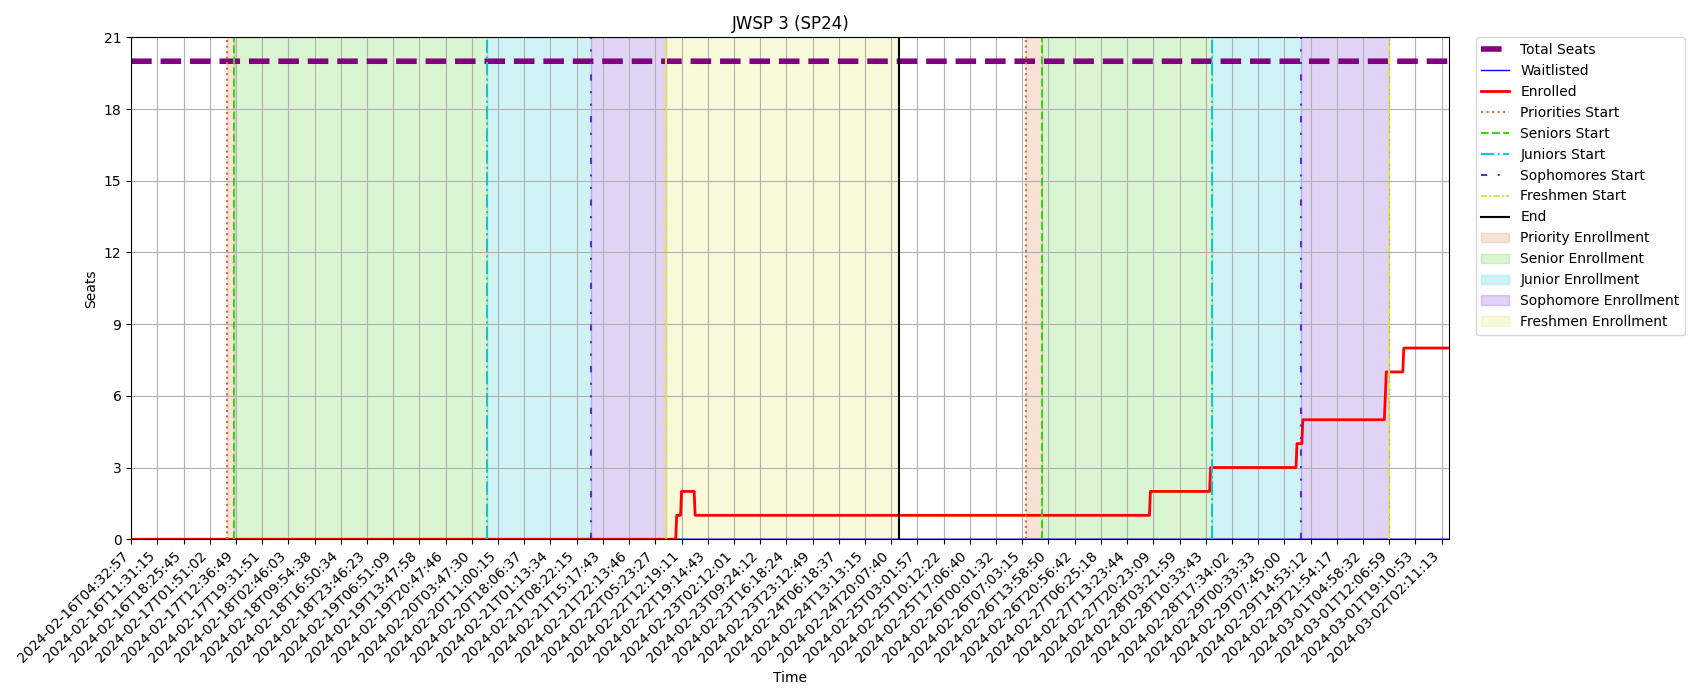 JWSP 3 (SP24)
21
18
15
12
9
6
3
0
Seats
2024-02-16T04:32:57
2024-02-16T11:31:15
2024-02-16T18:25:45
2024-02-17T01:51:02
2024-02-17T12:36:49
2024-02-17T19:31:51
2024-02-18T02:46:03
2024-02-18T09:54:38
2024-02-18T16:50:34
2024-02-18T23:46:23
2024-02-19T06:51:09
2024-02-19T13:47:58
2024-02-19T20:47:46
2024-02-20T03:47:30
2024-02-20T11:00:15
2024-02-20T18:06:37
2024-02-21T01:13:34
2024-02-21T08:22:15
2024-02-21T15:17:43
2024-02-21T22:13:46
2024-02-22T05:23:27
2024-02-22T12:19:11
2024-02-22T19:14:43
2024-02-23T02:12:01
2024-02-23T09:24:12
2024-02-23T16:18:24
2024-02-23T23:12:49
2024-02-24T06:18:37
2024-02-24T13:13:15
2024-02-24T20:07:40
2024-02-25T03:01:57
2024-02-25T10:12:22
2024-02-25T17:06:40
2024-02-26T00:01:32
2024-02-26T07:03:15
2024-02-26T13:58:50
2024-02-26T20:56:42
2024-02-27T06:25:18
2024-02-27T13:23:44
2024-02-27T20:23:09
2024-02-28T03:21:59
2024-02-28T10:33:43
2024-02-28T17:34:02
2024-02-29T00:33:33
2024-02-29T07:45:00
2024-02-29T14:53:12
2024-02-29T21:54:17
2024-03-01T04:58:32
2024-03-01T12:06:59
2024-03-01T19:10:53
2024-03-02T02:11:13
Time
Total Seats
Waitlisted
Enrolled
Priorities Start
Seniors Start
Juniors Start
Sophomores Start
Freshmen Start
End
Priority Enrollment
Senior Enrollment
Junior Enrollment
Sophomore Enrollment
Freshmen Enrollment